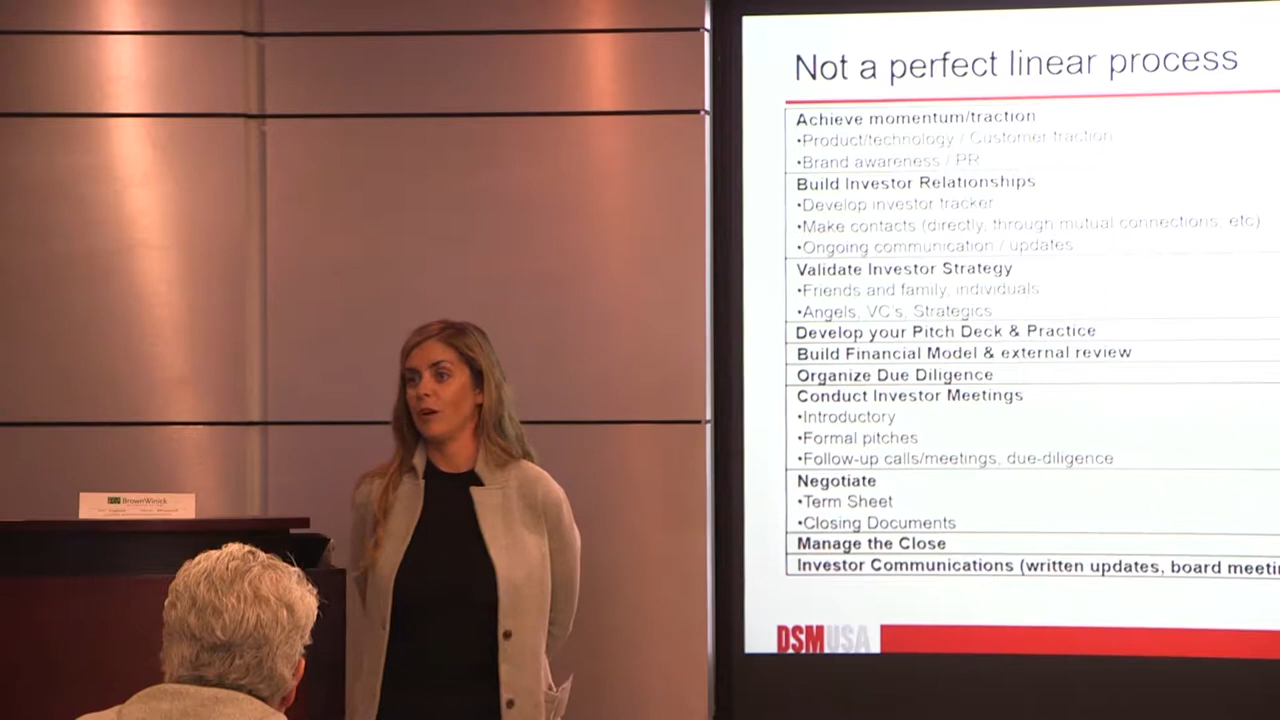 Not a perfect linear process
Achieve momentum/traction
•Product/technology / Customer traction
•Brand awareness / PR
Build Investor Relationships
•Develop investor tracker
•Make contacts (directly, through mutual connections, etc)
•Ongoing communication / updates
Validate Investor Strategy
•Friends and family, individuals
•Angels, VC's, Strategics
Develop your Pitch Deck & Practice
Build Financial Model & external review
Organize Due Diligence
Conduct Investor Meetings
•Introductory
•Formal pitches
•Follow-up calls/meetings, due-diligence
Negotiate
•Term Sheet
•Closing Documents
Manage the Close
Investor Communications (written updates, board meetin
DSMUSA
BrownWinick